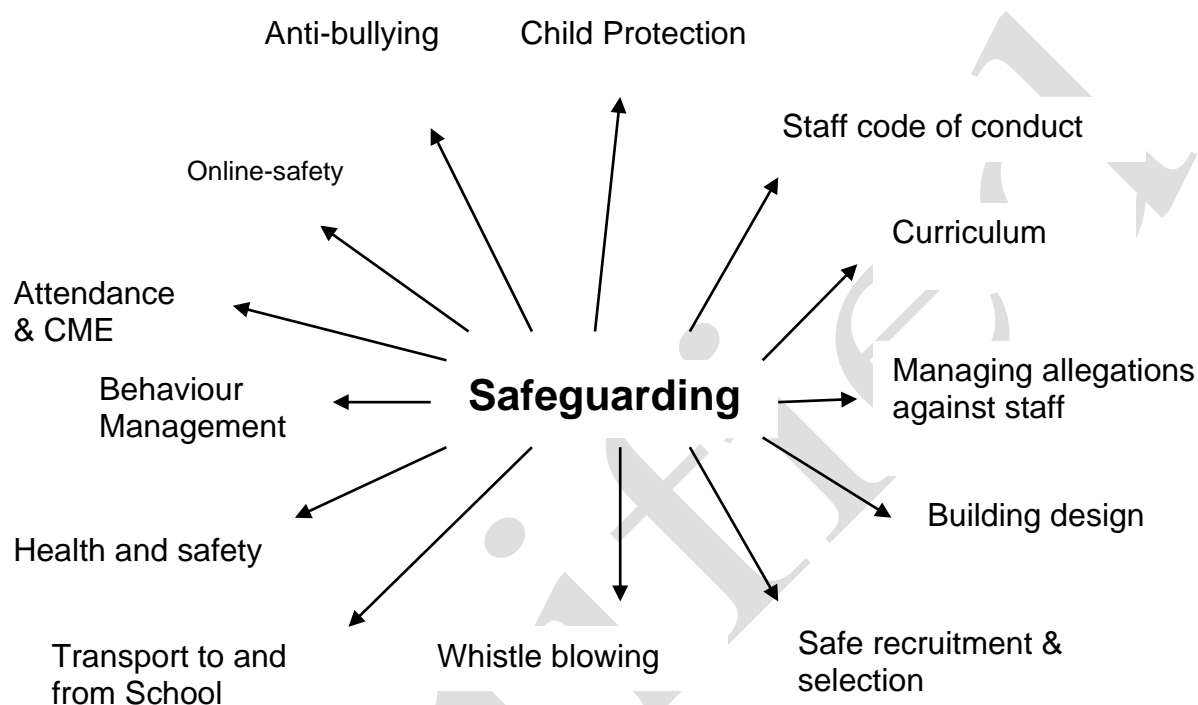 Anti-bullying
Child Protection
Staff code of conduct
Online-safety
Curriculum
Attendance
& CME
Managing allegations
against staff
Behaviour
Management
Safeguarding
Building design
Health and safety
Safe recruitment &
selection
Transport to and
from School
Whistle blowing